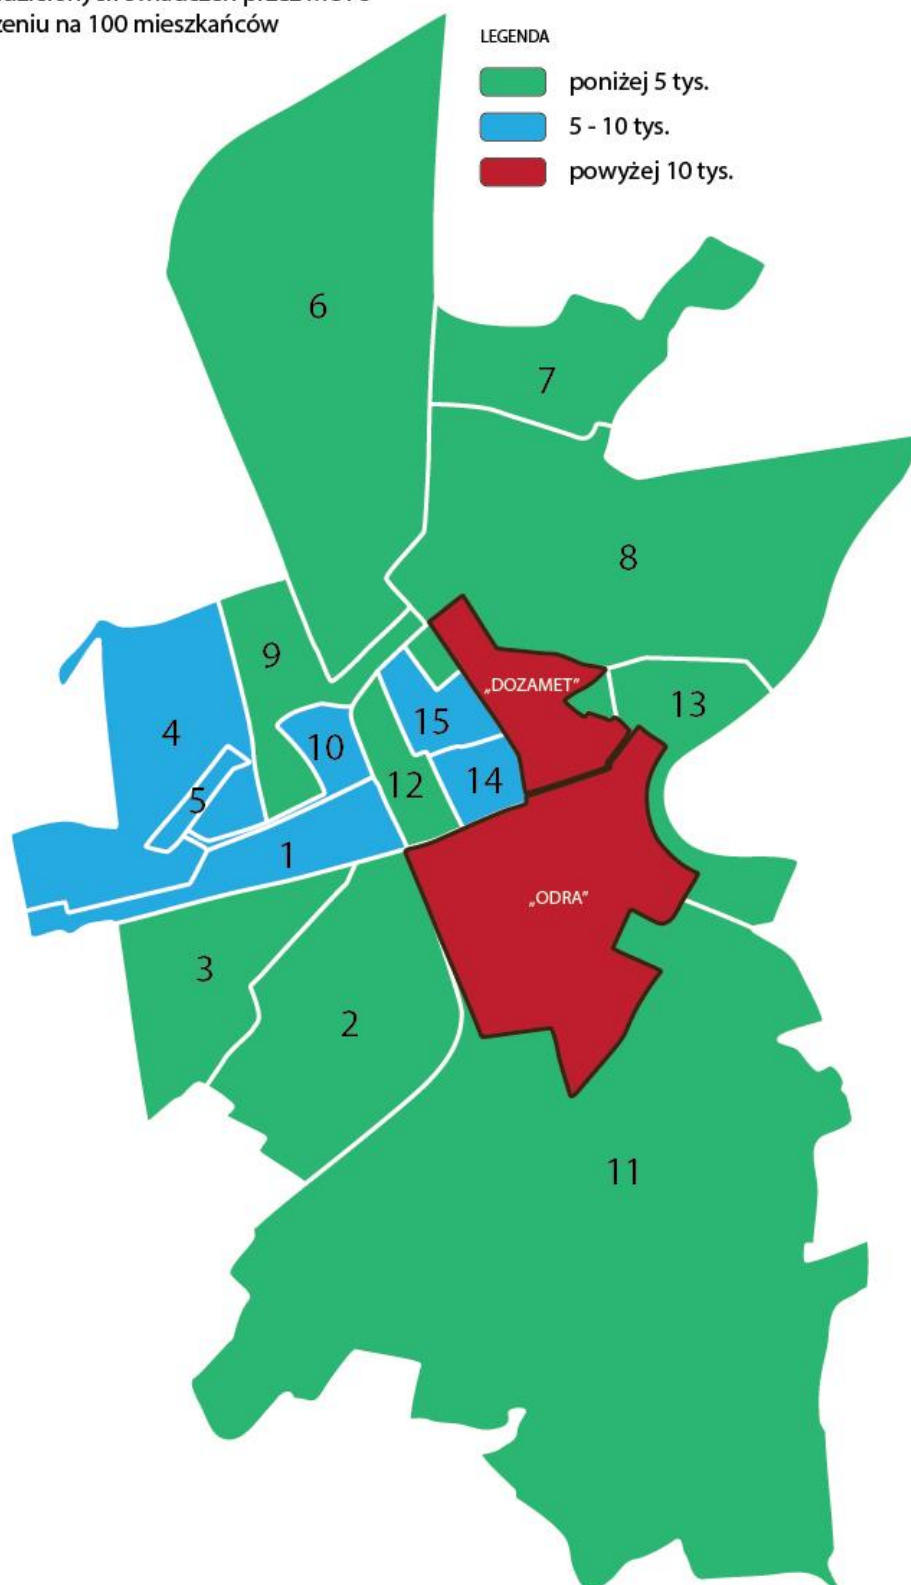 przeliczeniu na 100 mieszkańców
LEGENDA
poniżej 5 tys.
5 - 10 tys.
powyżej 10 tys.
6
7
8
9
„DOZAMET”
13
4
15
10
12
14
5
1
„ODRA”
3
2
11